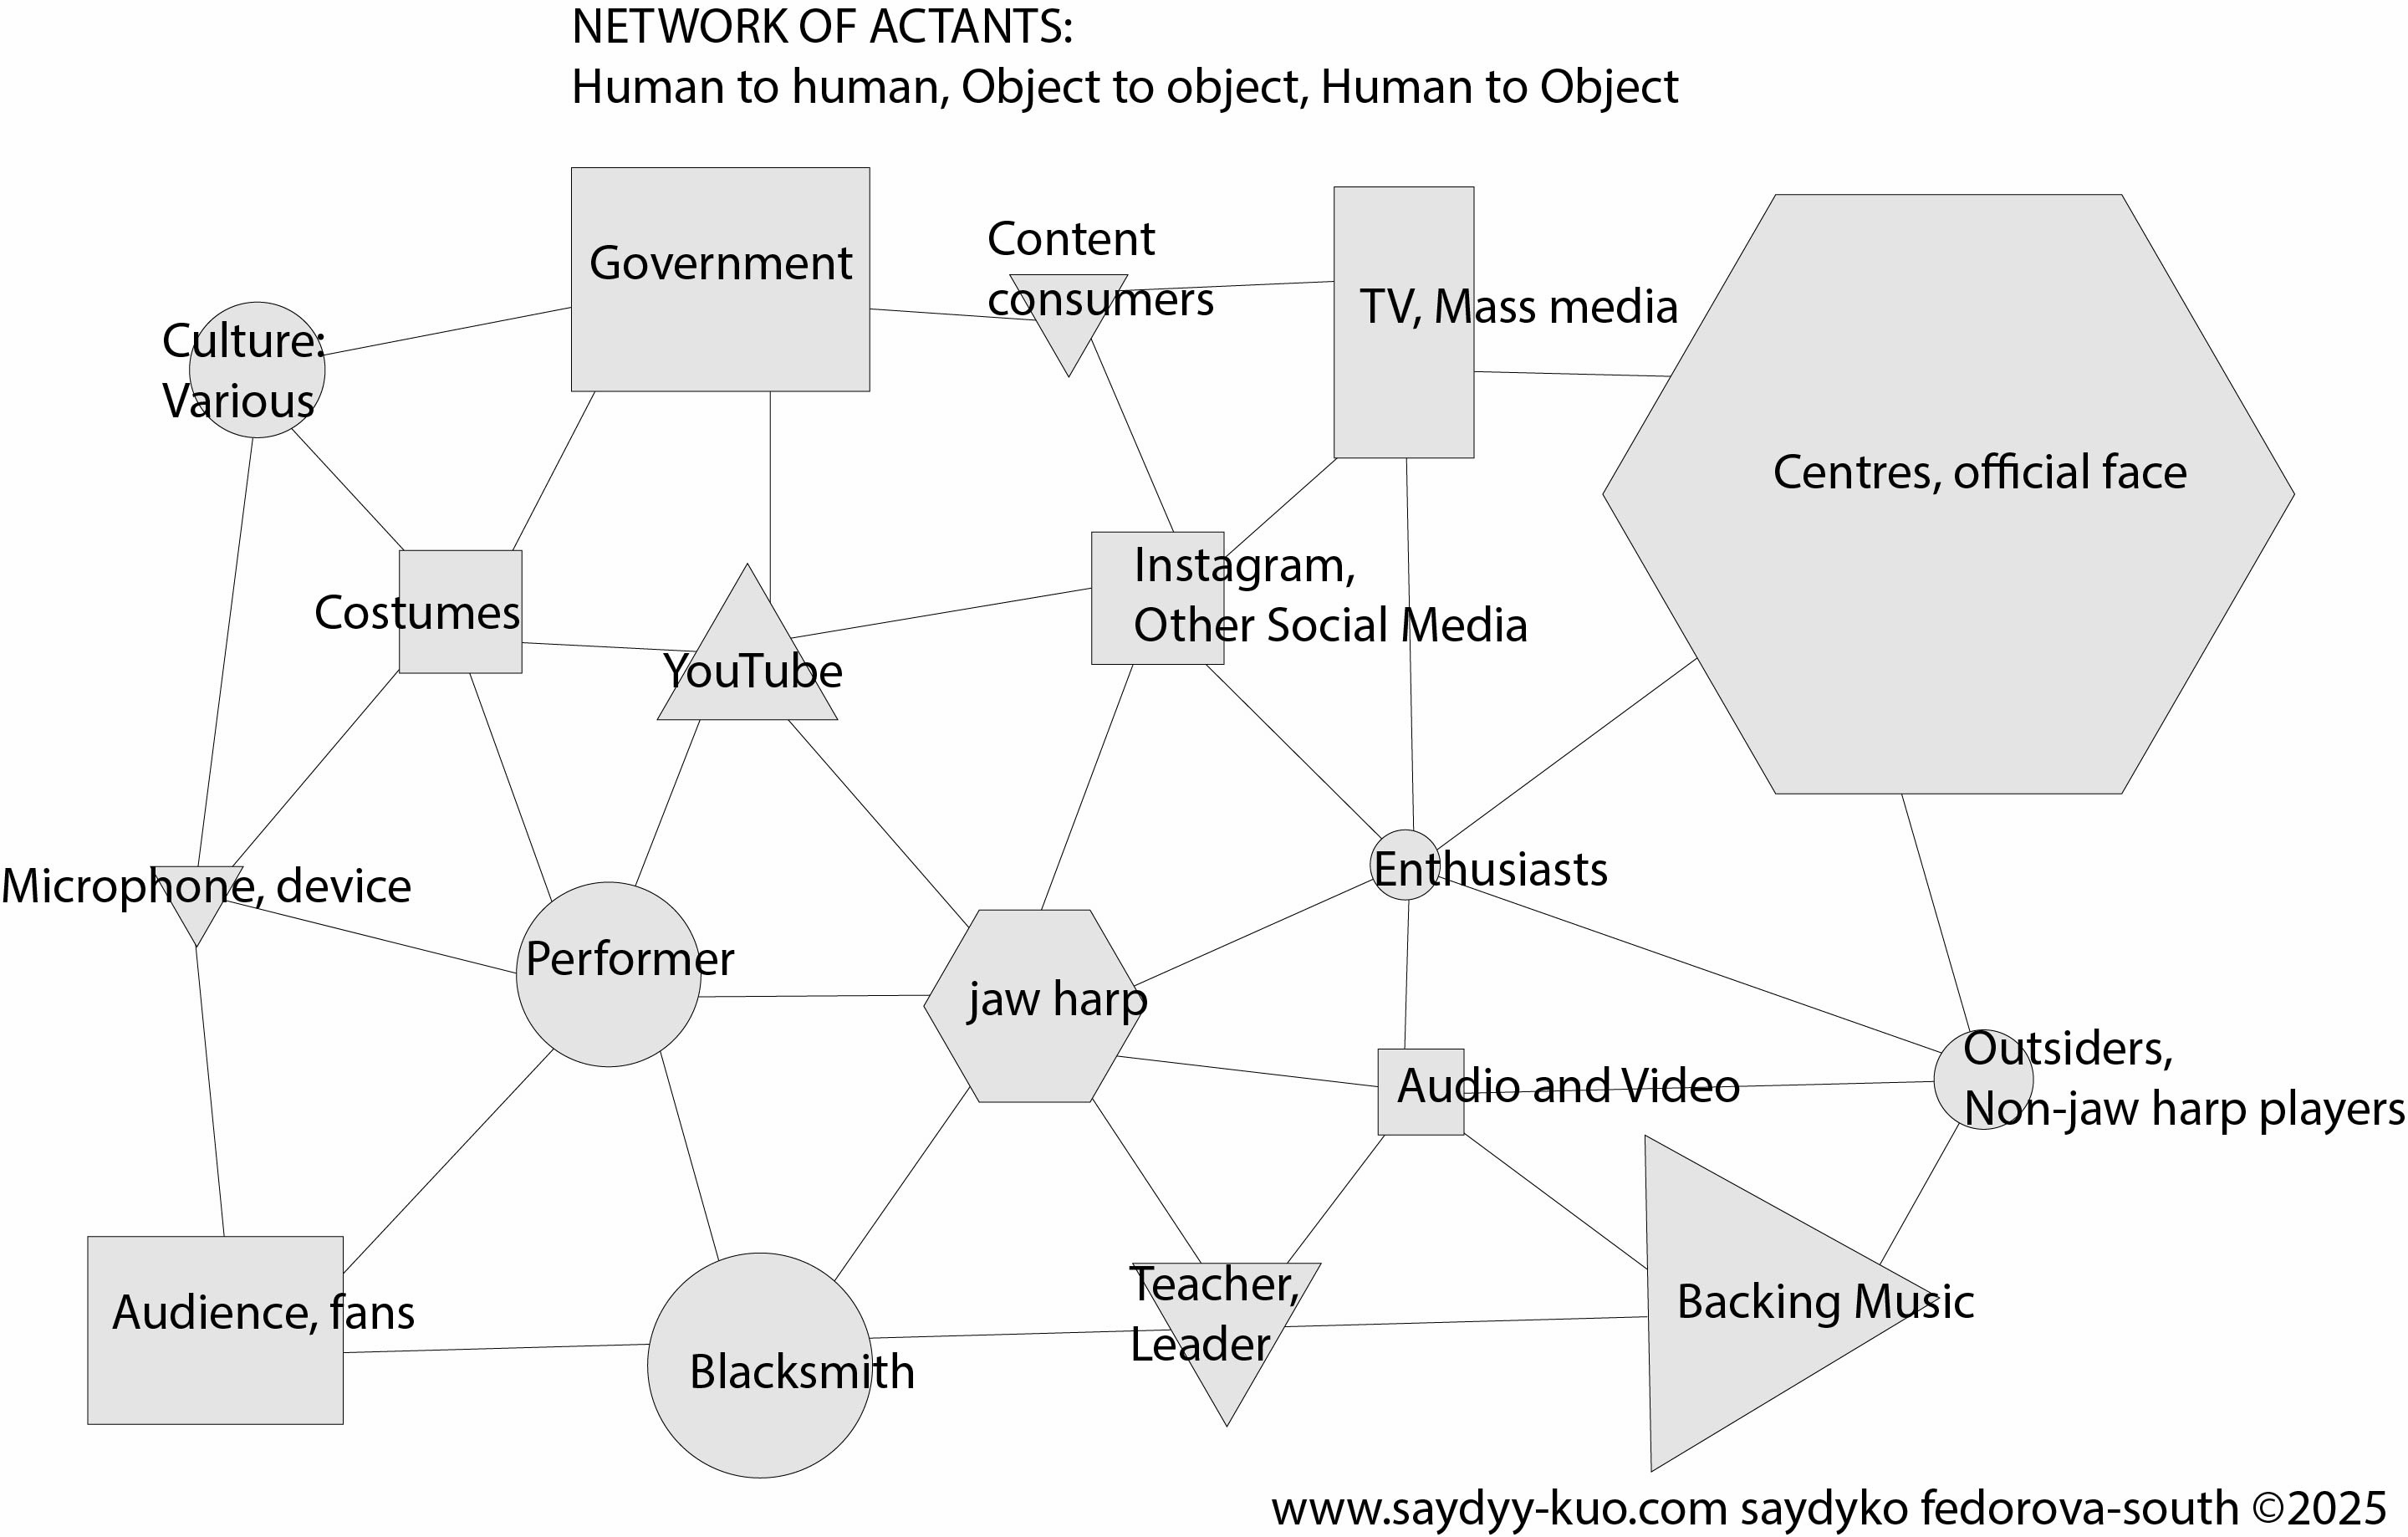 NETWORK OF ACTANTS:
Human to human, Object to object, Human to Object
Government
Content
consumers
TV, Mass media
Culture:
Various
Centres, official face
Costumes
YouTube
Instagram,
Other Social Media
Microphone, device
Performer
jaw harp
Enthusiasts
Audio and Video
Outsiders,
Non-jaw harp players
Audience, fans
Blacksmith
Teacher,
Leader
Backing Music
www.saydyy-kuo.com saydyko fedorova-south ©2025